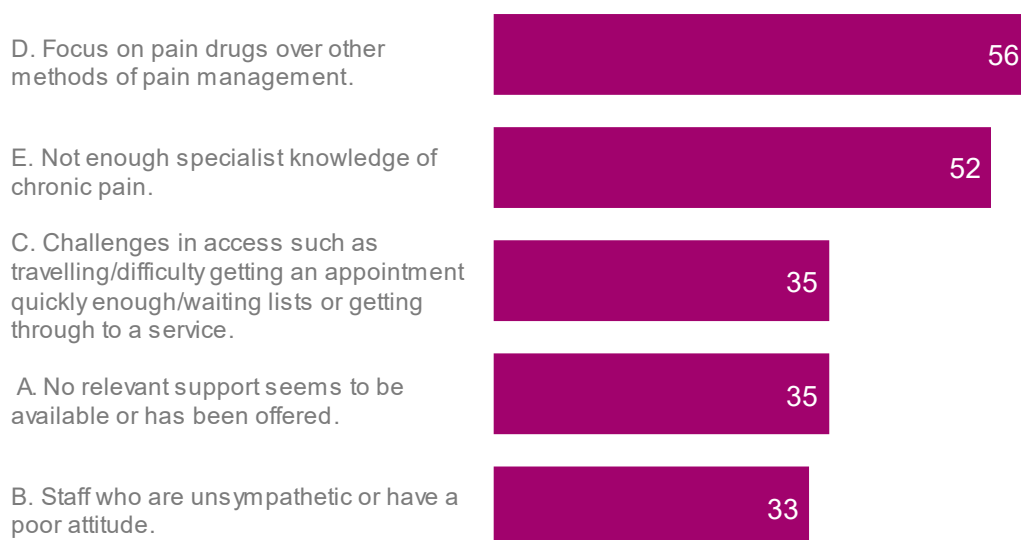 D. Focus on pain drugs over other
methods of pain management.
56
E. Not enough specialist knowledge of
chronic pain.
52
C. Challenges in access such as
travelling/difficulty getting an appointment
quickly enough/waiting lists or getting
through to a service.
35
A. No relevant support seems to be
available or has been offered.
35
B. Staff who are unsympathetic or have a
poor attitude.
33